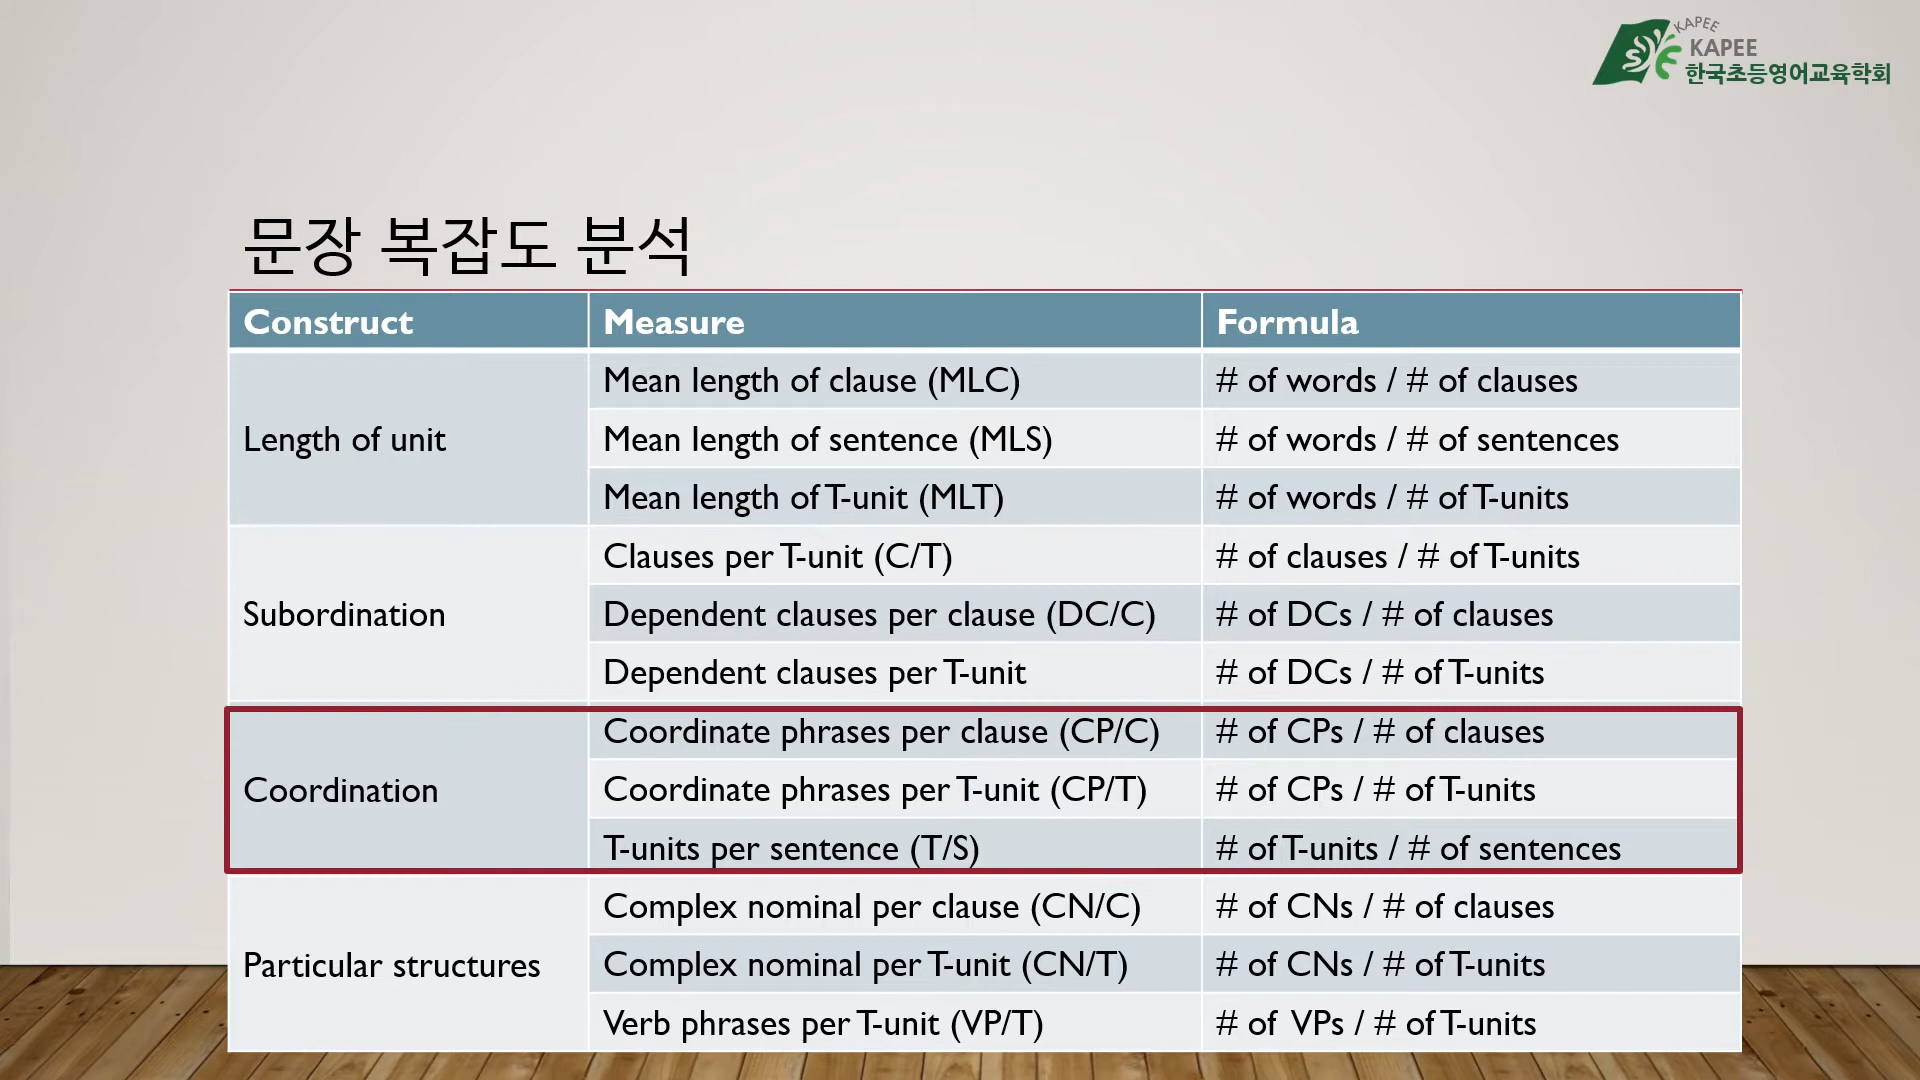 KAPEE
KAPEE
한국초등영어교육학회
문장 복잡도 분석
Construct Measure Formula
Length of unit
Mean length of clause (MLC) # of words / # of clauses
Mean length of sentence (MLS) # of words / # of sentences
Mean length of T-unit (MLT) # of words / # of T-units
Subordination
Clauses per T-unit (C/T) # of clauses / # of T-units
Dependent clauses per clause (DC/C) # of DCs / # of clauses
Dependent clauses per T-unit # of DCs / # of T-units
Coordination
Coordinate phrases per clause (CP/C) # of CPs / # of clauses
Coordinate phrases per T-unit (CP/T) # of CPs / # of T-units
T-units per sentence (T/S) # of T-units / # of sentences
Particular structures
Complex nominal per clause (CN/C) # of CNs / # of clauses
Complex nominal per T-unit (CN/T) # of CNs / # of T-units
Verb phrases per T-unit (VP/T) # of VPs / # of T-units